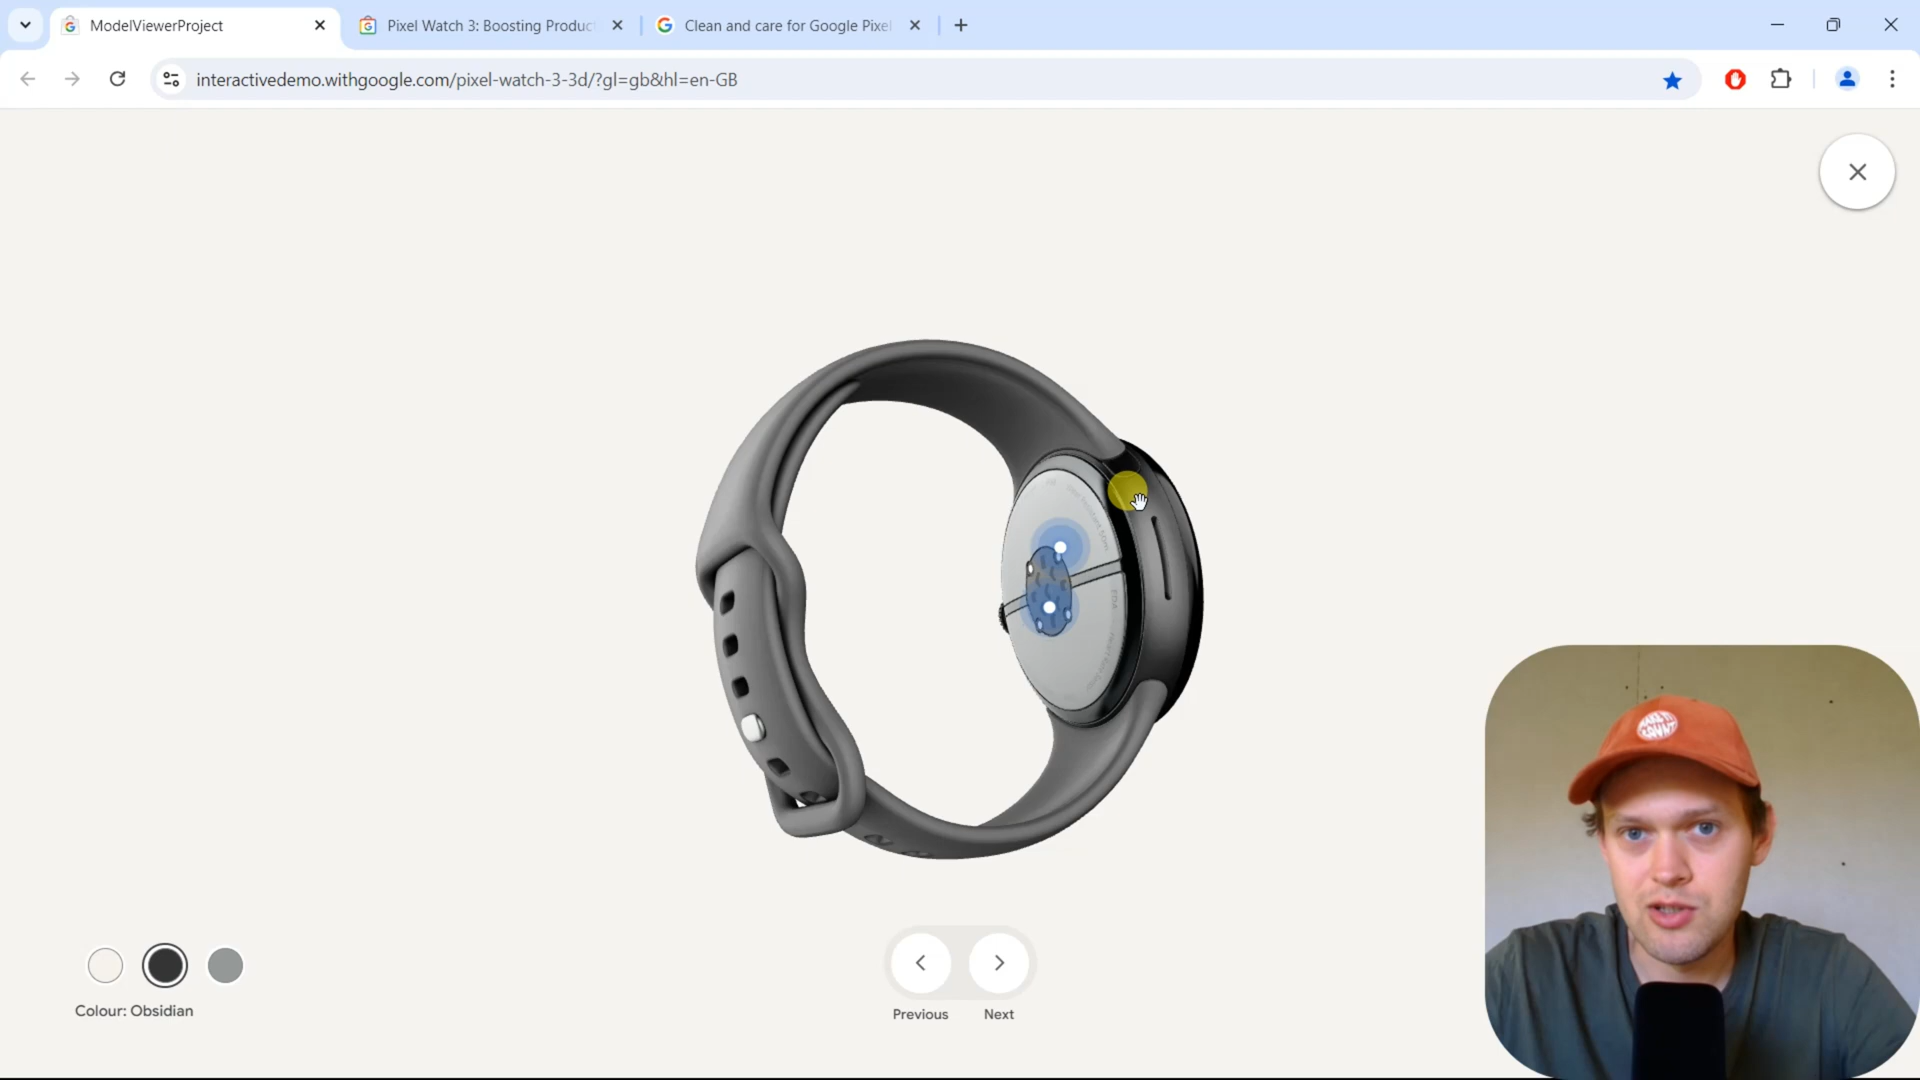 ModelViewerProject
Pixel Watch 3: Boosting Produc
Clean and care for Google Pixel
interactivedemo.withgoogle.com/pixel-watch-3-3d/?gl=gb&hl=en-GB
Colour: Obsidian
Previous
Next